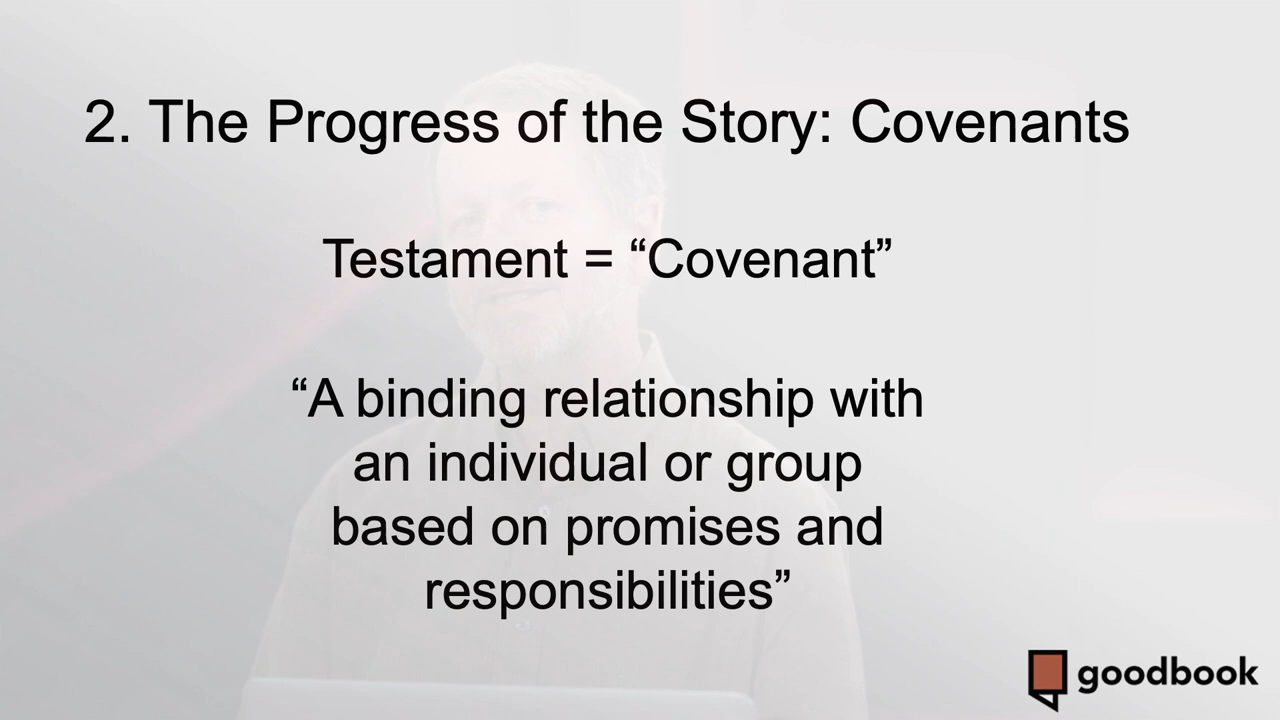 2. The Progress of the Story: Covenants
Testament = “Covenant”
“A binding relationship with
an individual or group
based on promises and
responsibilities”
goodbook